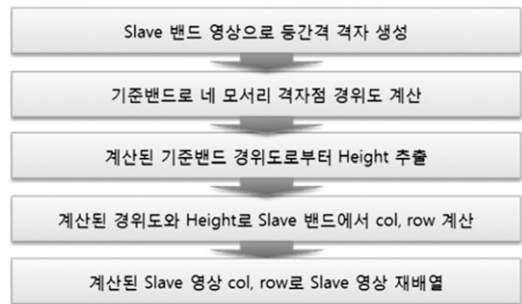 Slave 밴드 영상으로 등간격 격자 생성
기준밴드로 네 모서리 격자점 경위도 계산
계산된 기준밴드 경위도로부터 Height 추출
계산된 경위도와 Height로 Slave 밴드에서 col, row 계산
계산된 Slave 영상 col, row로 Slave 영상 재배열